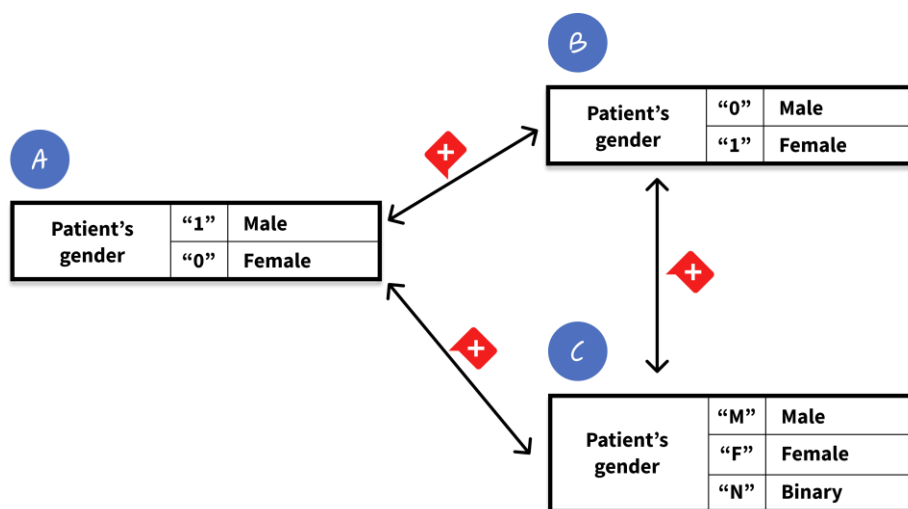 A
Patient's
gender
“1” Male
“0” Female
B
Patient's
gender
“0” Male
“1” Female
C
Patient's
gender
“M” Male
“F” Female
“N” Binary